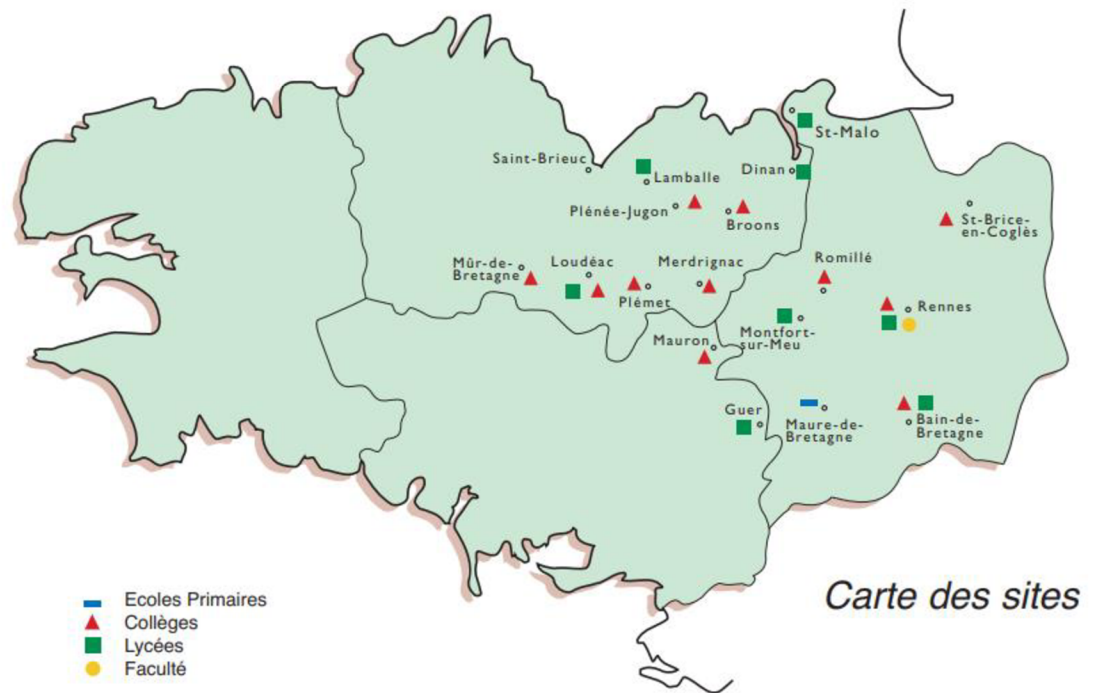 St-Malo
Saint-Brieuc
Lamballe
Dinan
Plénée-Jugon
Broons
St-Brice-
en-Coglès
Mûr-de-
Bretagne
Loudéac
Plémet
Merdrignac
Romillé
Rennes
Montfort-
sur-Meu
Mauron
Guer
Maure-de-
Bretagne
Bain-de-
Bretagne
Carte des sites
Ecoles Primaires
Collèges
Lycées
Faculté